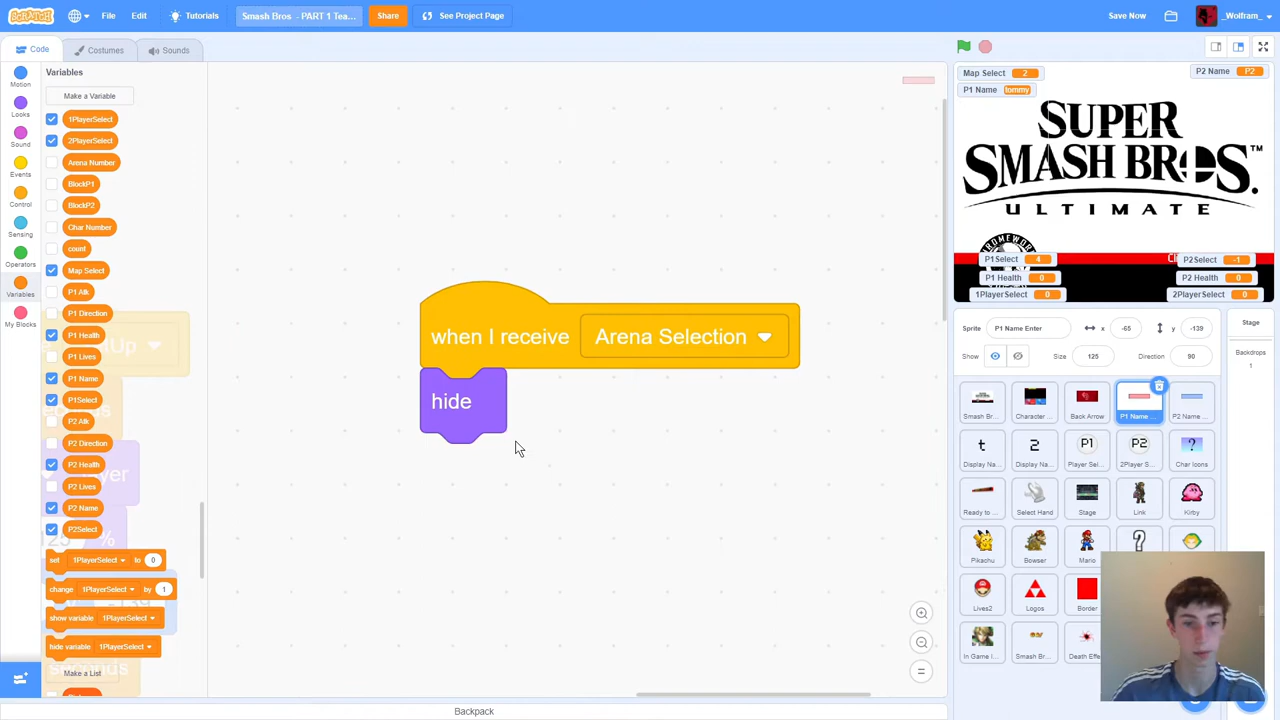 SCRATCH File Edit Tutorials Smash Bros - PART 1 Tea... Share See Project Page Save Now _Wolfram_
Code Costumes Sounds
Motion
Looks
Sound
Events
Control
Sensing
Operators
Variables
My Blocks
Variables
Make a Variable
1PlayerSelect
2PlayerSelect
Arena Number
BlockP1
BlockP2
Char Number
count
Map Select
P1 Atk
P1 Direction
P1 Health
P1 Lives
P1 Name
P1Select
P2 Atk
P2 Direction
P2 Health
P2 Lives
P2 Name
P2Select
set 1PlayerSelect to 0
change 1PlayerSelect by 1
show variable 1PlayerSelect
hide variable 1PlayerSelect
Make a List
when I receive Arena Selection
hide
Backpack
Map Select 2
P2 Name P2
P1 Name tommy
SUPER
SMASH BROS.™
ULTIMATE
P1Select 4
P2Select -1
P1 Health 0
P2 Health 0
1PlayerSelect 0
2PlayerSelect 0
Sprite P1 Name Enter x -65 y -139
Show Size 125 Direction 90
Stage
Backdrops
1
Smash Br... Character ... Back Arrow P1 Name ... P2 Name ...
t 2 P1 P2 ?
Display Na... Display Na... Player Sel... 2Player S... Char Icons
Ready to ... Select Hand Stage Link Kirby
Pikachu Bowser Mario
Lives2 Logos Border
In Game I... Smash Br... Death Effe...